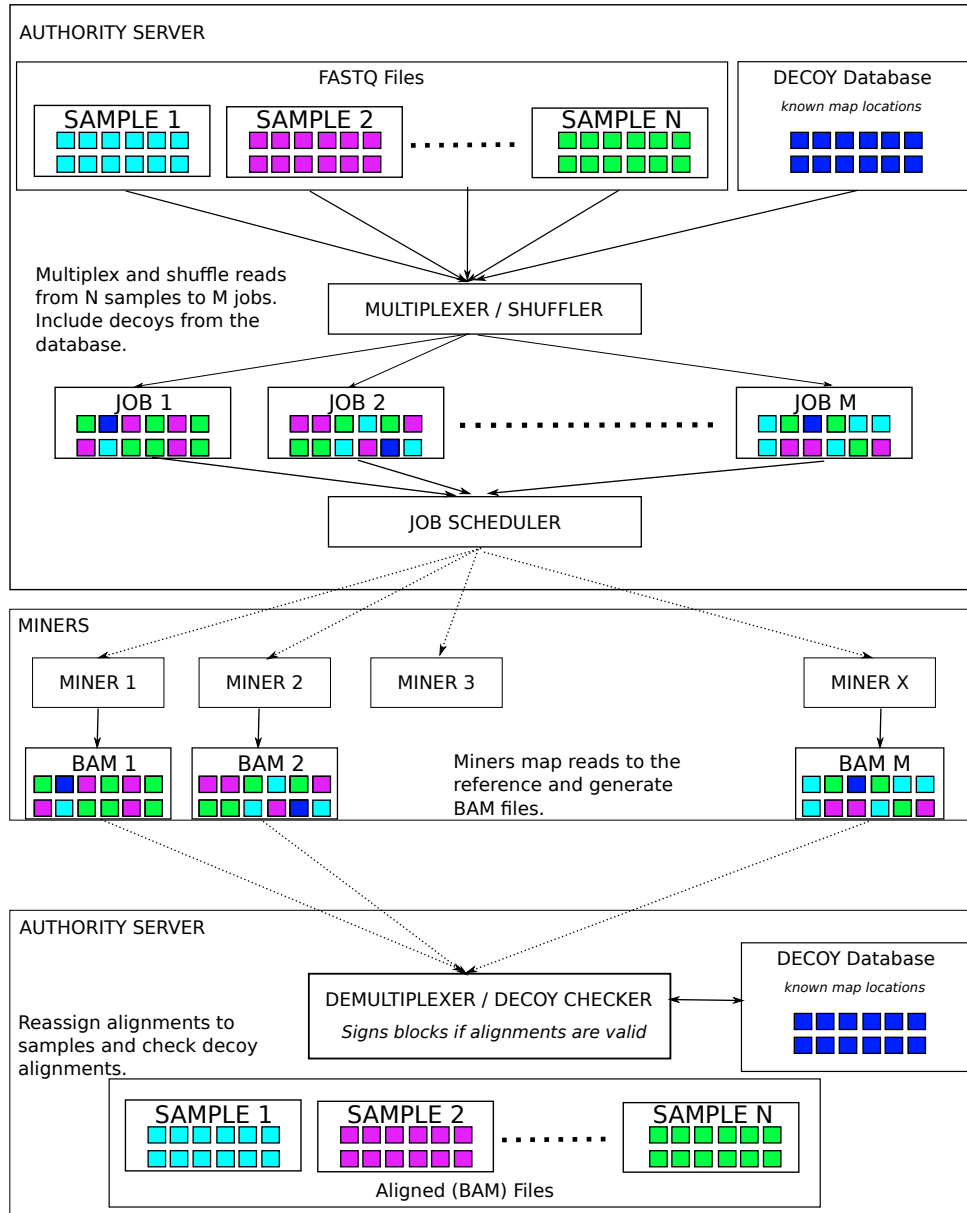 AUTHORITY SERVER
FASTQ Files
SAMPLE 1
SAMPLE 2
SAMPLE N
DECOY Database
known map locations
Multiplex and shuffle reads
from N samples to M jobs.
Include decoys from the
database.
MULTIPLEXER / SHUFFLER
JOB 1
JOB 2
JOB M
JOB SCHEDULER
MINERS
MINER 1
MINER 2
MINER 3
MINER X
BAM 1
BAM 2
Miners map reads to the
reference and generate
BAM files.
BAM M
AUTHORITY SERVER
DEMULTIPLEXER / DECOY CHECKER
Signs blocks if alignments are valid
DECOY Database
known map locations
Reassign alignments to
samples and check decoy
alignments.
SAMPLE 1
SAMPLE 2
SAMPLE N
Aligned (BAM) Files